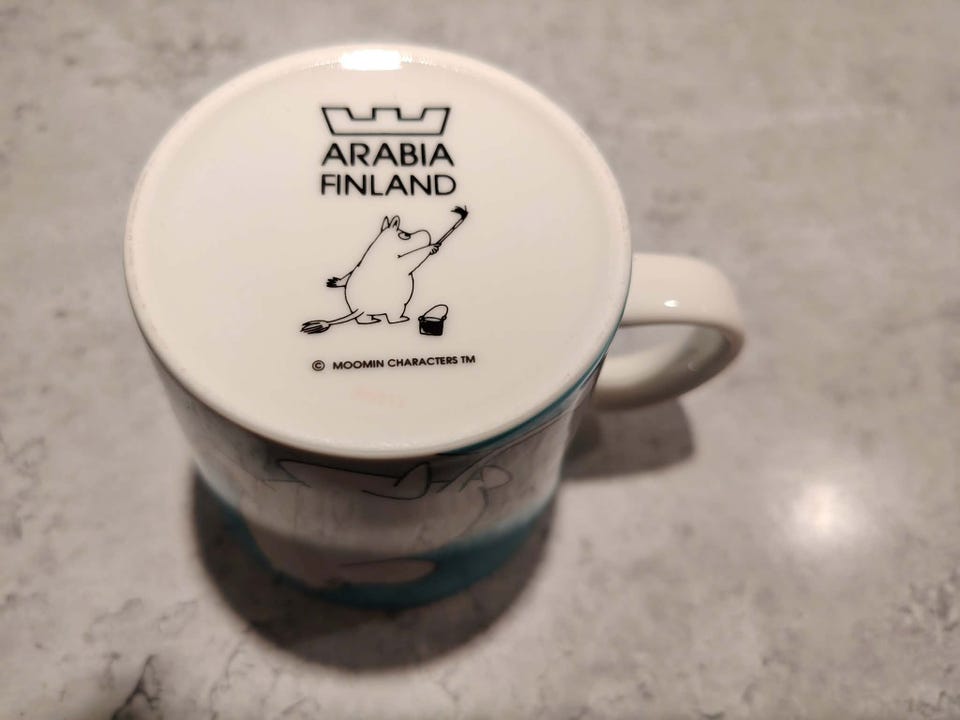 ARABIA
FINLAND
© MOOMIN CHARACTERS TM